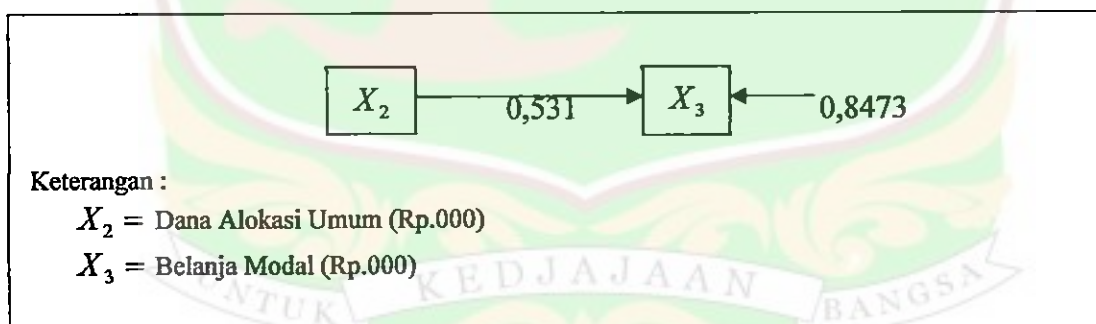 X₂ 0,531 X₃ 0,8473
Keterangan :
X₂ = Dana Alokasi Umum (Rp.000)
X₃ = Belanja Modal (Rp.000)
UNTUK KEDJAJAAN BANGSA